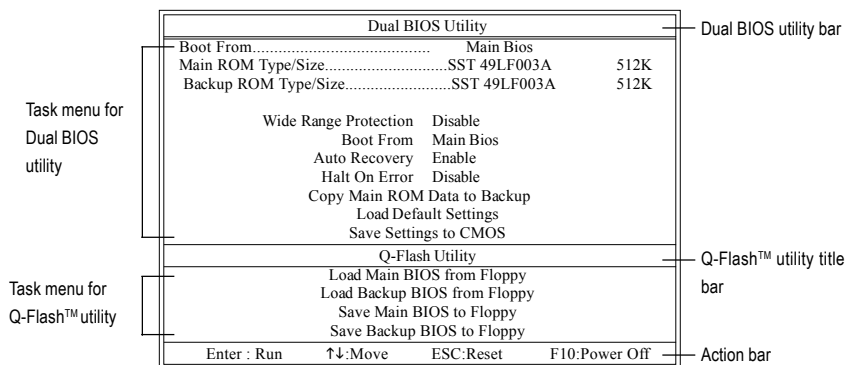 Dual BIOS Utility
Dual BIOS utility bar
Boot From.......................................... Main Bios
Main ROM Type/Size.............................SST 49LF003A 512K
Backup ROM Type/Size.........................SST 49LF003A 512K
Task menu for
Dual BIOS
utility
Wide Range Protection Disable
Boot From Main Bios
Auto Recovery Enable
Halt On Error Disable
Copy Main ROM Data to Backup
Load Default Settings
Save Settings to CMOS
Q-Flash Utility
Q-Flash™ utility title
bar
Task menu for
Q-Flash™ utility
Load Main BIOS from Floppy
Load Backup BIOS from Floppy
Save Main BIOS to Floppy
Save Backup BIOS to Floppy
Enter : Run ↑↓:Move ESC:Reset F10:Power Off
Action bar